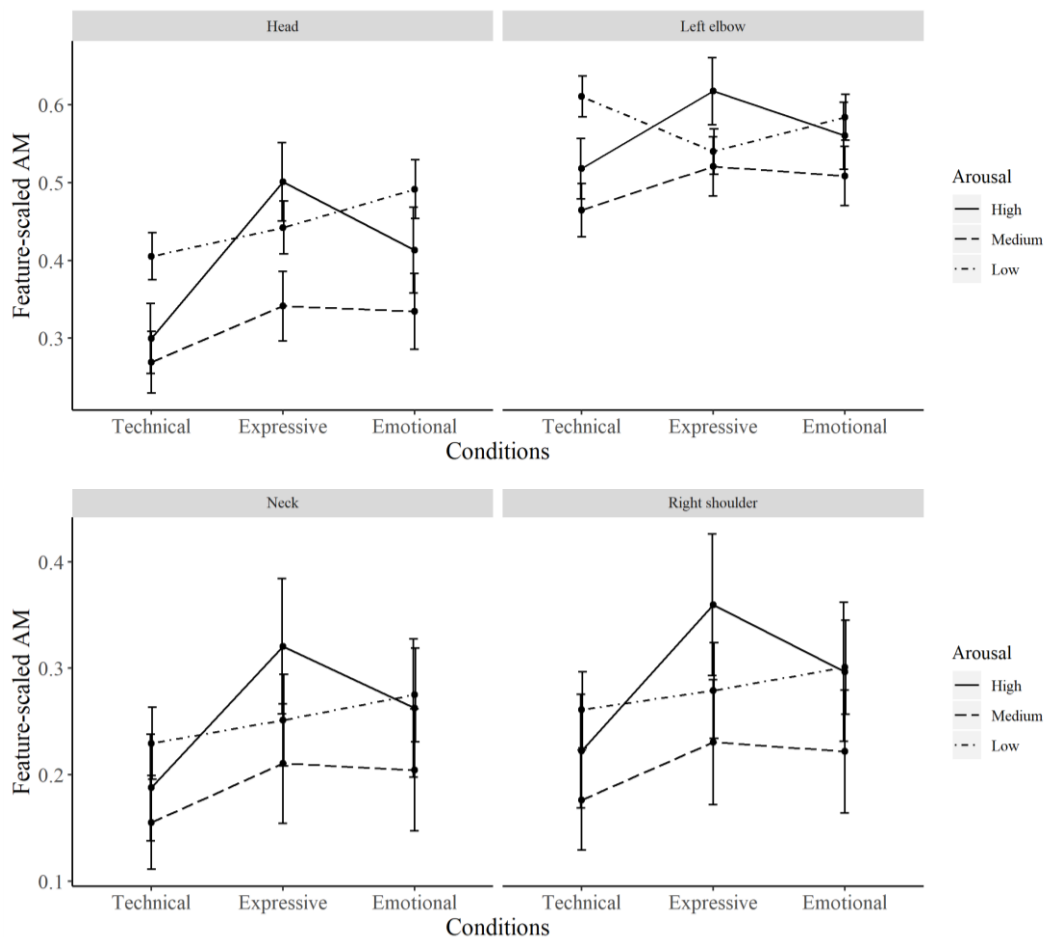 Head
Left elbow
Feature-scaled AM
0.6
0.5
0.4
0.3
Technical Expressive Emotional
Technical Expressive Emotional
Conditions
Arousal
High
Medium
Low
Neck
Right shoulder
Feature-scaled AM
0.4
0.3
0.2
0.1
Technical Expressive Emotional
Technical Expressive Emotional
Conditions
Arousal
High
Medium
Low